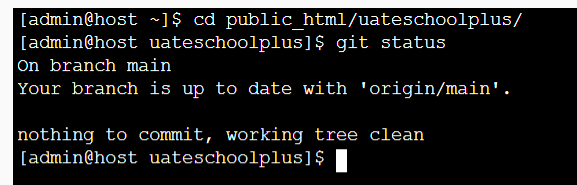 [admin@host ~]$ cd public_html/uateschoolplus/
[admin@host uateschoolplus]$ git status
On branch main
Your branch is up to date with 'origin/main'.
nothing to commit, working tree clean
[admin@host uateschoolplus]$